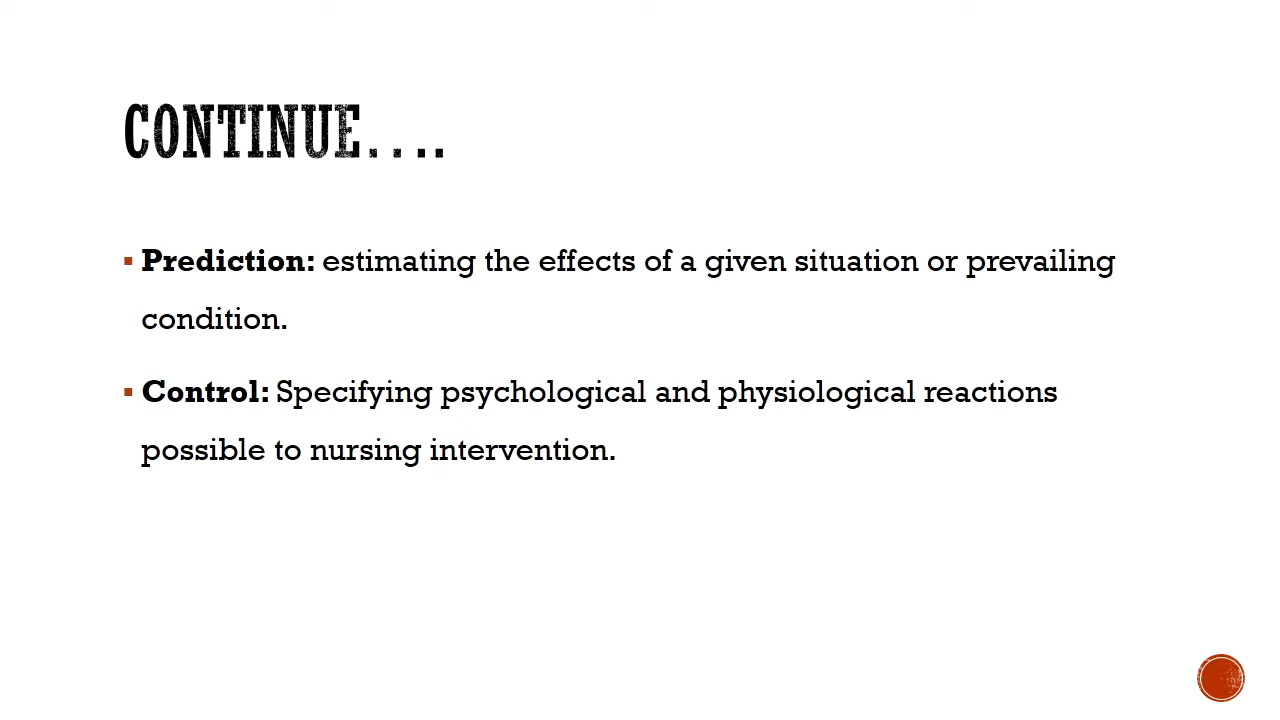 CONTINUE....
Prediction: estimating the effects of a given situation or prevailing
condition.
Control: Specifying psychological and physiological reactions
possible to nursing intervention.